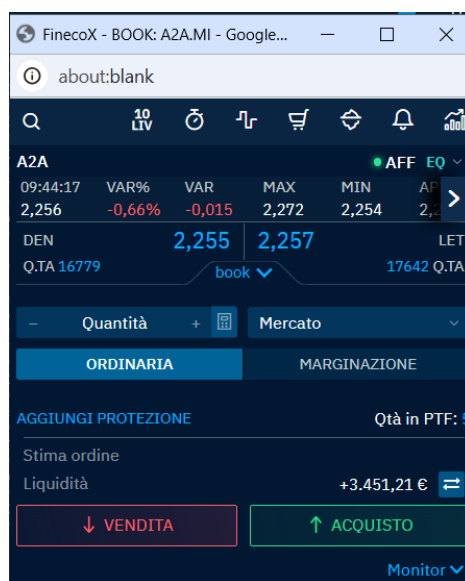 FinecoX - BOOK: A2A.MI - Google...
about:blank
10 LIV
A2A AFF EQ
09:44:17 VAR% VAR MAX MIN
2,256 -0,66% -0,015 2,272 2,254
DEN 2,255 2,257 LET
Q.TA 16779 book 17642 Q.TA
- Quantità + Mercato
ORDINARIA MARGINAZIONE
AGGIUNGI PROTEZIONE Qtà in PTF:
Stima ordine
Liquidità +3.451,21 €
VENDITA ACQUISTO
Monitor